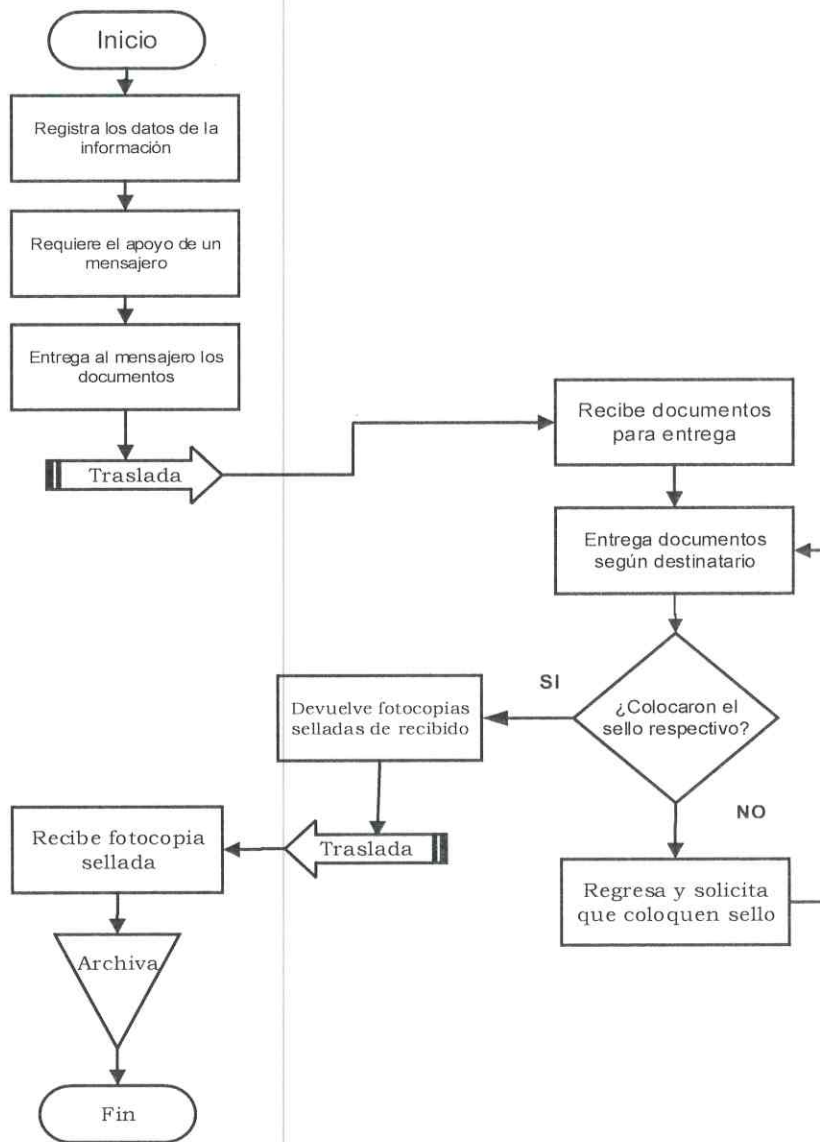 Inicio
Registra los datos de la
información
Requiere el apoyo de un
mensajero
Entrega al mensajero los
documentos
Traslada
Recibe documentos
para entrega
Entrega documentos
según destinatario
¿Colocaron el
sello respectivo?
SI
NO
Devuelve fotocopias
selladas de recibido
Traslada
Regresa y solicita
que coloquen sello
Recibe fotocopia
sellada
Archiva
Fin